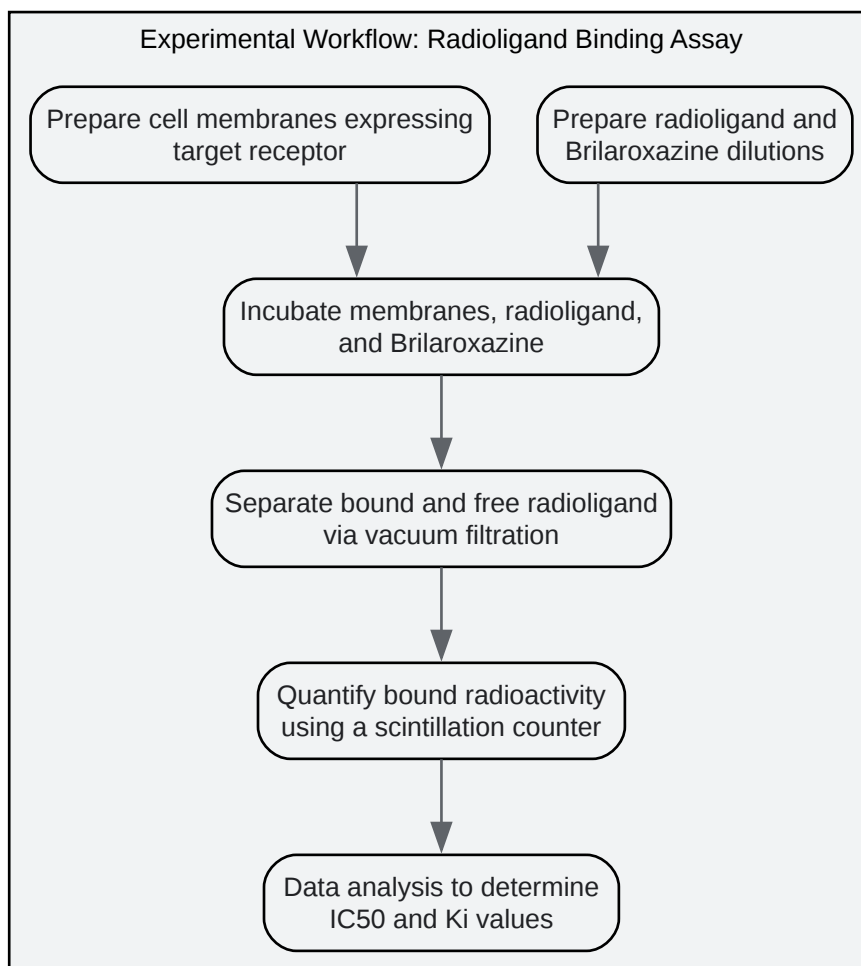 Experimental Workflow: Radioligand Binding Assay
Prepare cell membranes expressing
target receptor
Prepare radioligand and
Brilaroxazine dilutions
Incubate membranes, radioligand,
and Brilaroxazine
Separate bound and free radioligand
via vacuum filtration
Quantify bound radioactivity
using a scintillation counter
Data analysis to determine
IC50 and Ki values